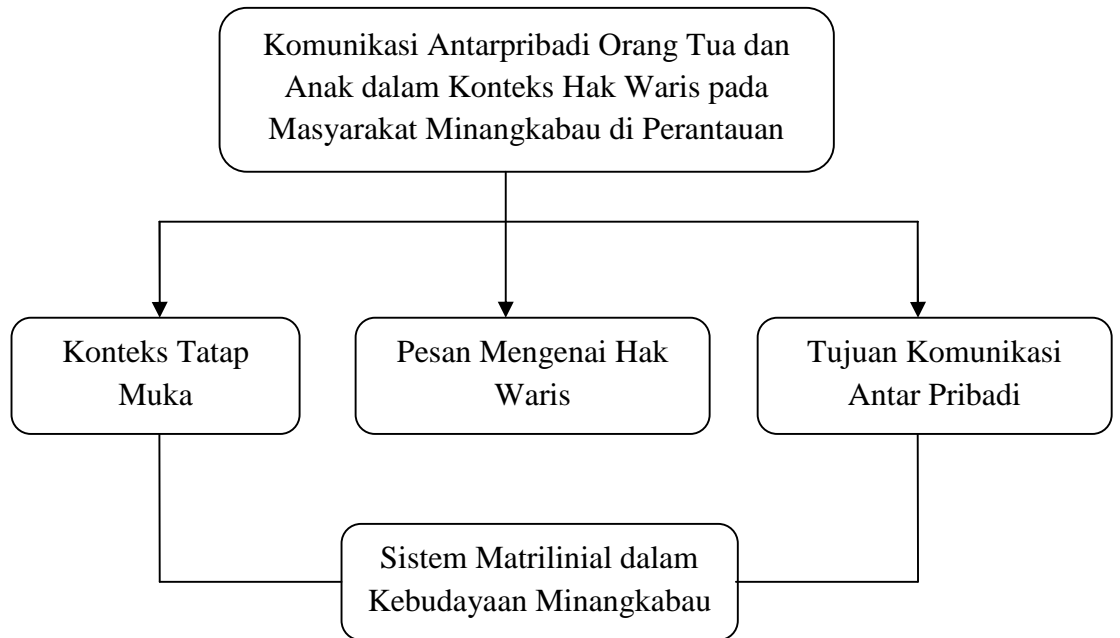 Komunikasi Antarpribadi Orang Tua dan
Anak dalam Konteks Hak Waris pada
Masyarakat Minangkabau di Perantauan
Konteks Tatap
Muka
Pesan Mengenai Hak
Waris
Tujuan Komunikasi
Antar Pribadi
Sistem Matrilinial dalam
Kebudayaan Minangkabau